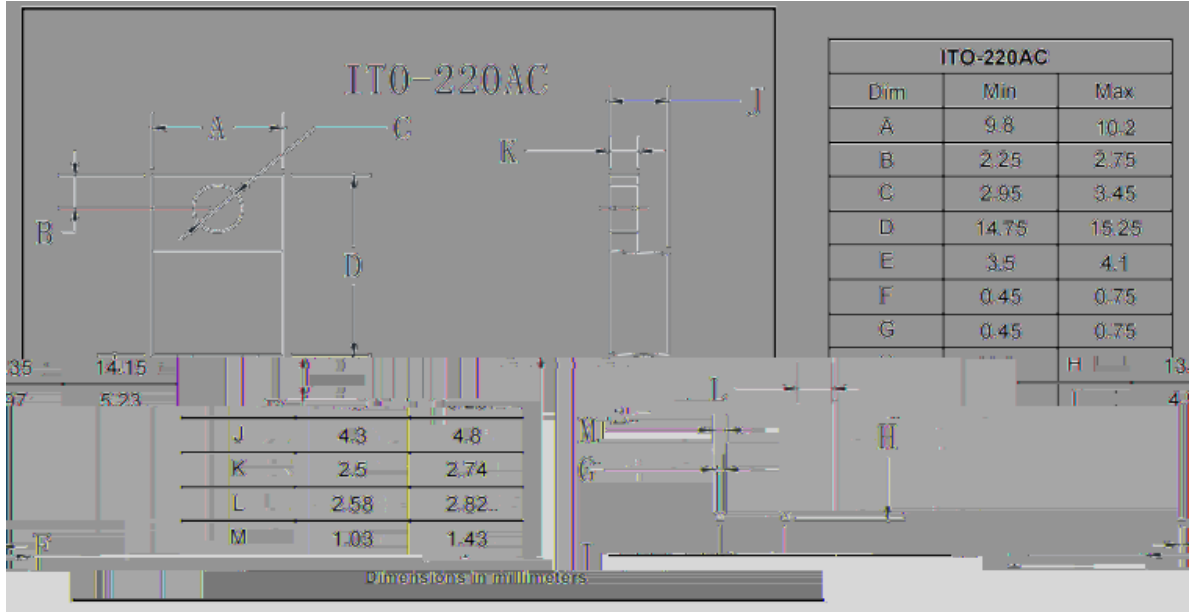 ITO-220AC
A
C
B
D
K
J
ITO-220AC
Dim Min Max
A 9.8 10.2
B 2.25 2.75
C 2.95 3.45
D 14.75 15.25
E 3.5 4.1
F 0.45 0.75
G 0.45 0.75
14.15
H
5.23
L
M
G
H
J 4.3 4.8
K 2.5 2.74
L 2.58 2.82
M 1.03 1.43
F
I
Dimensions in millimeters